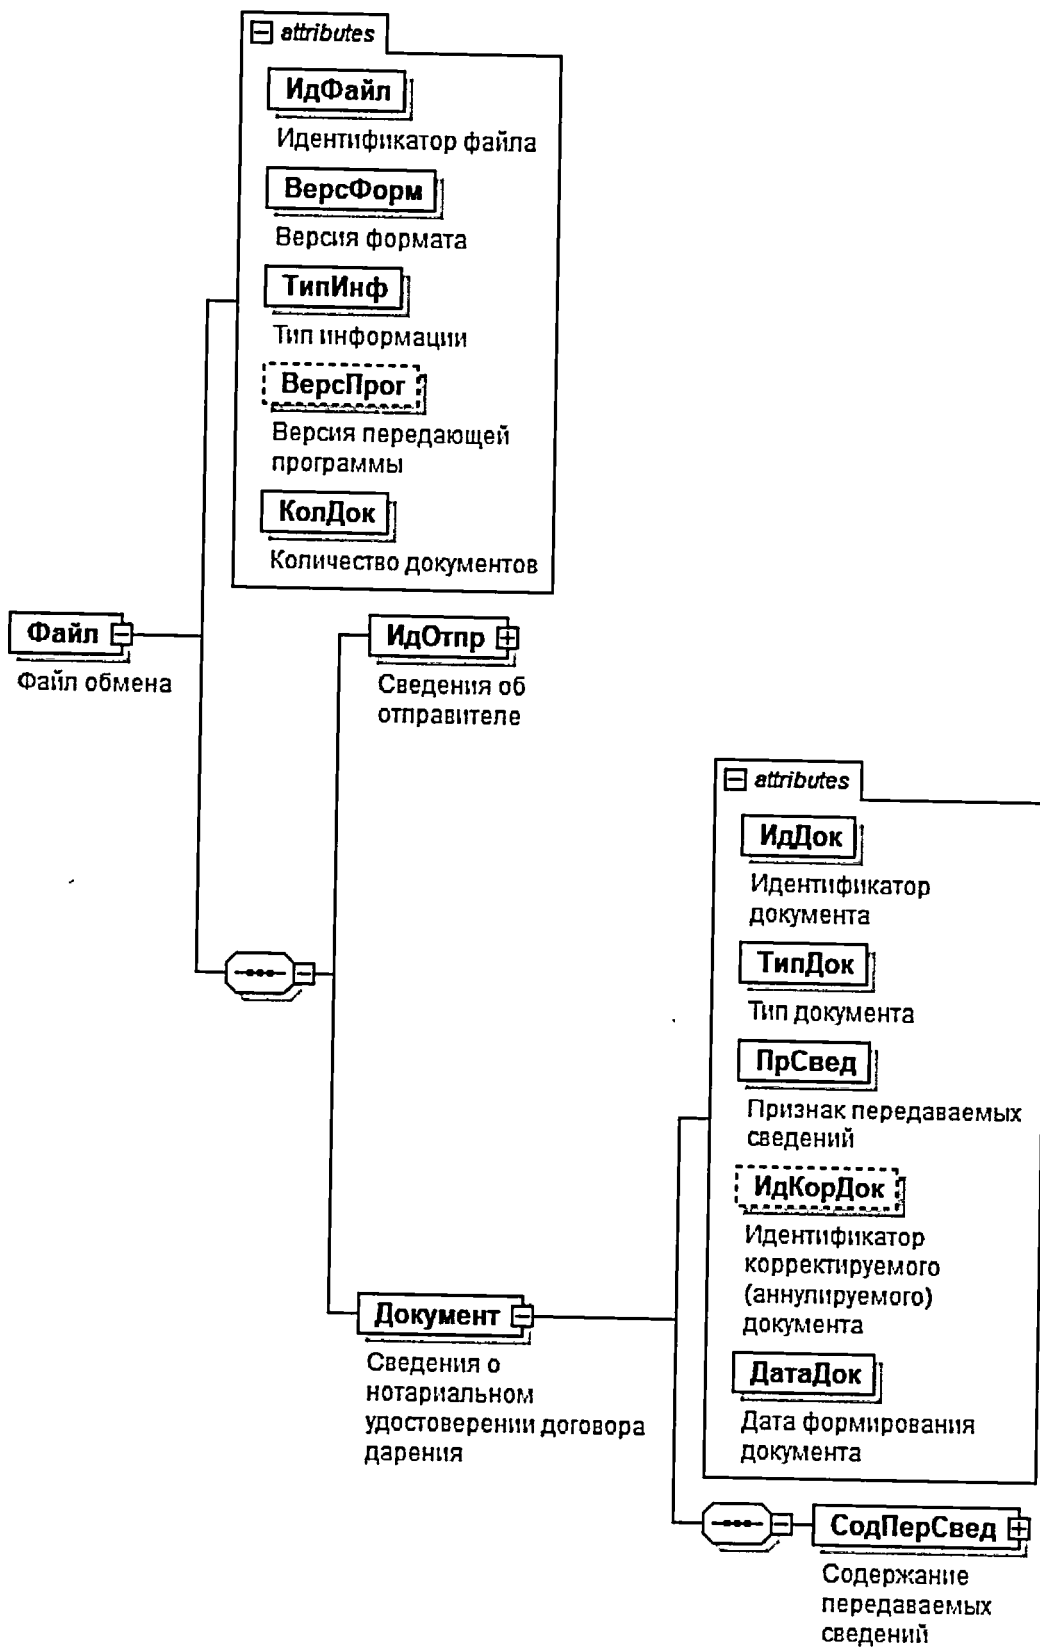 attributes
ИдФайл
Идентификатор файла
ВерсФорм
Версия формата
ТипИнф
Тип информации
ВерсПрог
Версия передающей
программы
КолДок
Количество документов
Файл
Файл обмена
ИдОтпр
Сведения об
отправителе
Документ
Сведения о
нотариальном
удостоверении договора
дарения
attributes
ИдДок
Идентификатор
документа
ТипДок
Тип документа
ПрСвед
Признак передаваемых
сведений
ИдКорДок
Идентификатор
корректируемого
(аннулируемого)
документа
ДатаДок
Дата формирования
документа
СодПерСвед
Содержание
передаваемых
сведений